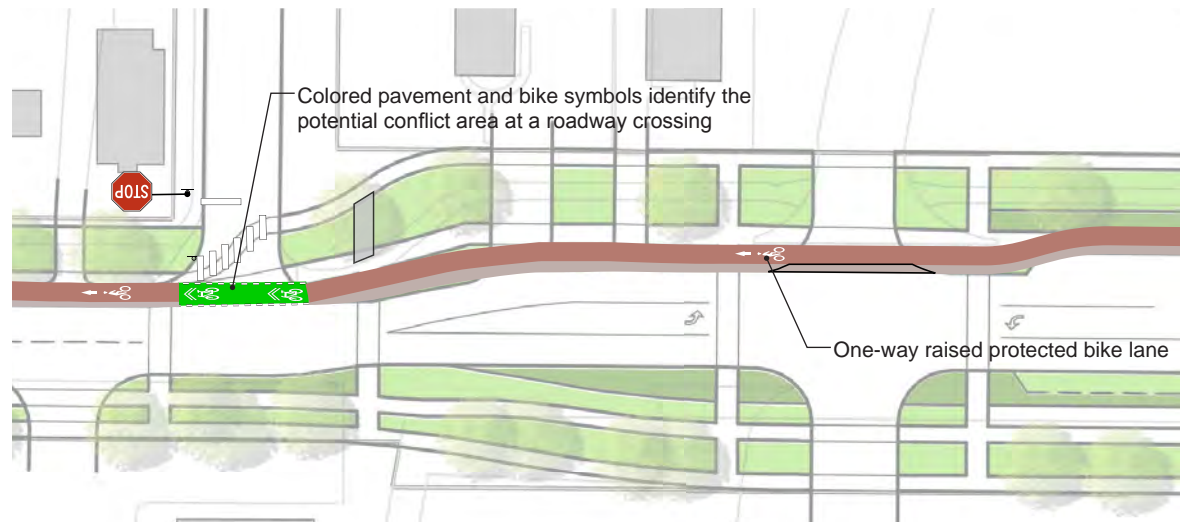 Colored pavement and bike symbols identify the
potential conflict area at a roadway crossing
STOP
One-way raised protected bike lane